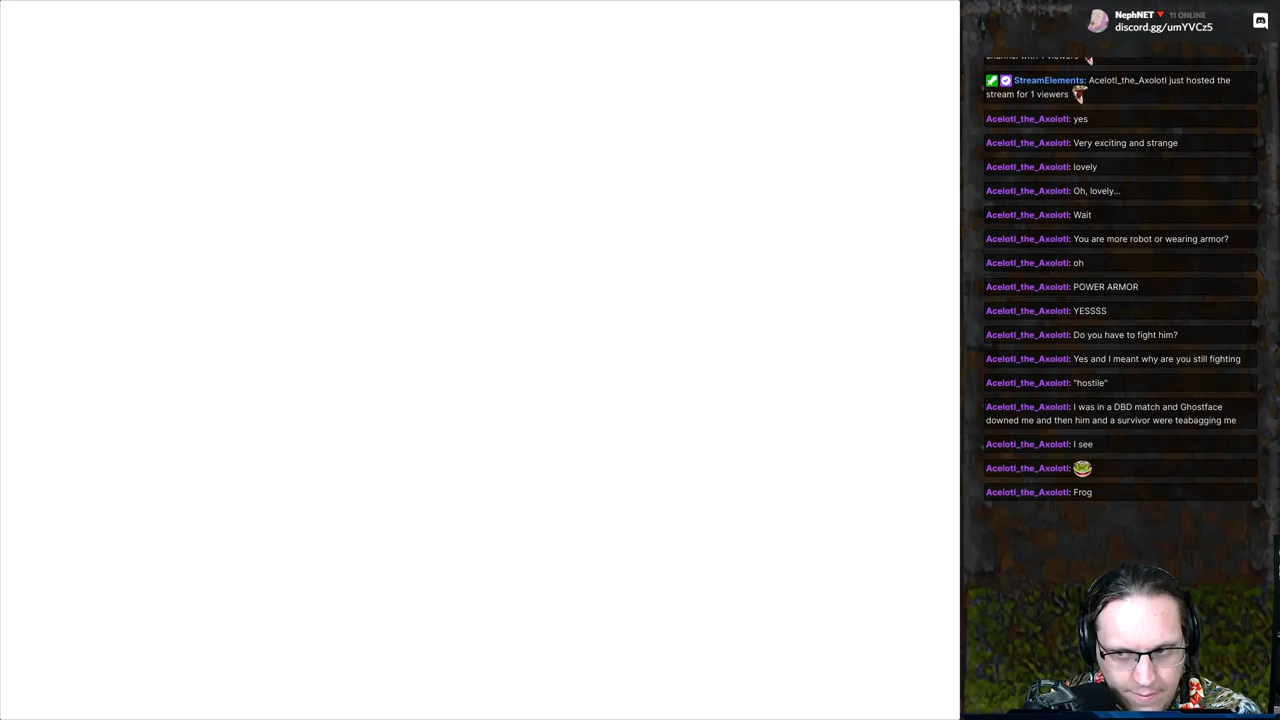 NephNET 11 ONLINE
discord.gg/umYVCz5
StreamElements: Acelotl_the_Axolotl just hosted the
stream for 1 viewers
Acelotl_the_Axolotl: yes
Acelotl_the_Axolotl: Very exciting and strange
Acelotl_the_Axolotl: lovely
Acelotl_the_Axolotl: Oh, lovely...
Acelotl_the_Axolotl: Wait
Acelotl_the_Axolotl: You are more robot or wearing armor?
Acelotl_the_Axolotl: oh
Acelotl_the_Axolotl: POWER ARMOR
Acelotl_the_Axolotl: YESSSS
Acelotl_the_Axolotl: Do you have to fight him?
Acelotl_the_Axolotl: Yes and I meant why are you still fighting
Acelotl_the_Axolotl: "hostile"
Acelotl_the_Axolotl: I was in a DBD match and Ghostface
downed me and then him and a survivor were teabagging me
Acelotl_the_Axolotl: I see
Acelotl_the_Axolotl:
Acelotl_the_Axolotl: Frog